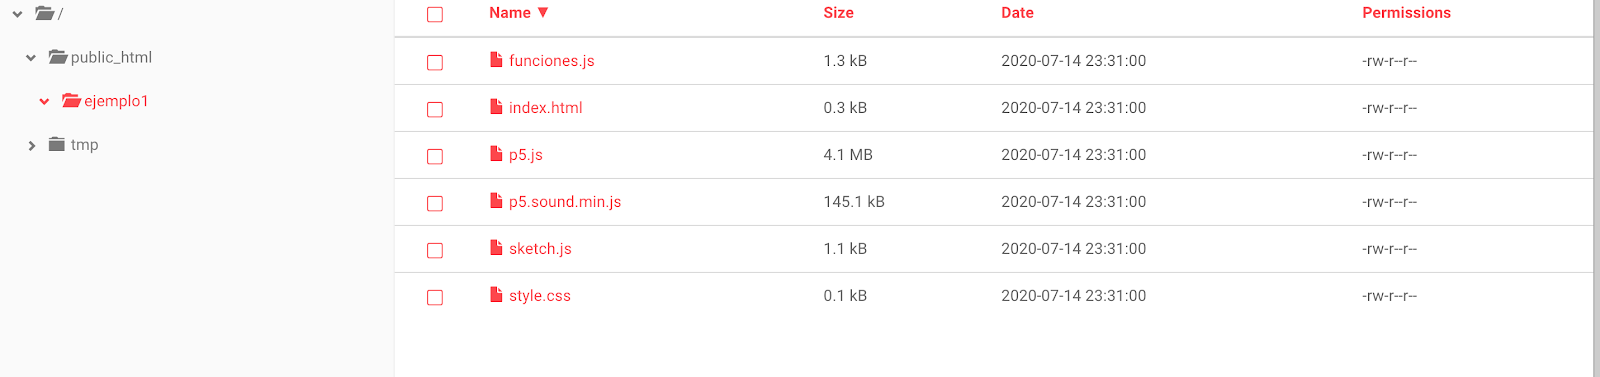 /
public_html
ejemplo1
tmp
Name ▼ Size Date Permissions
funciones.js 1.3 kB 2020-07-14 23:31:00 -rw-r--r--
index.html 0.3 kB 2020-07-14 23:31:00 -rw-r--r--
p5.js 4.1 MB 2020-07-14 23:31:00 -rw-r--r--
p5.sound.min.js 145.1 kB 2020-07-14 23:31:00 -rw-r--r--
sketch.js 1.1 kB 2020-07-14 23:31:00 -rw-r--r--
style.css 0.1 kB 2020-07-14 23:31:00 -rw-r--r--